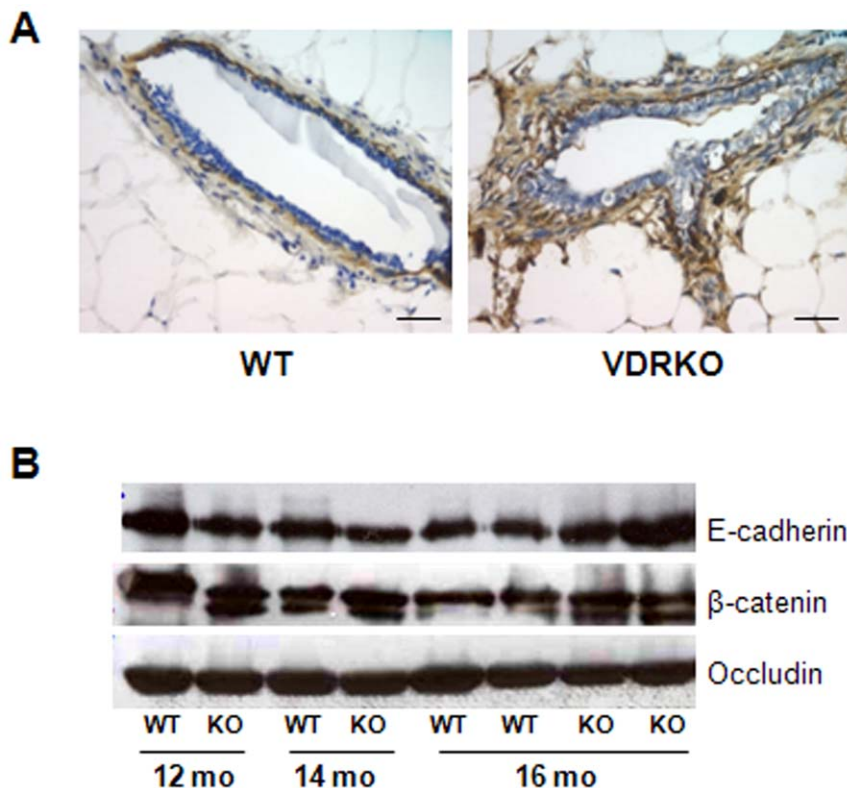 A
WT VDRKO
B
E-cadherin
β-catenin
Occludin
WT KO WT KO WT WT KO KO
12 mo 14 mo 16 mo